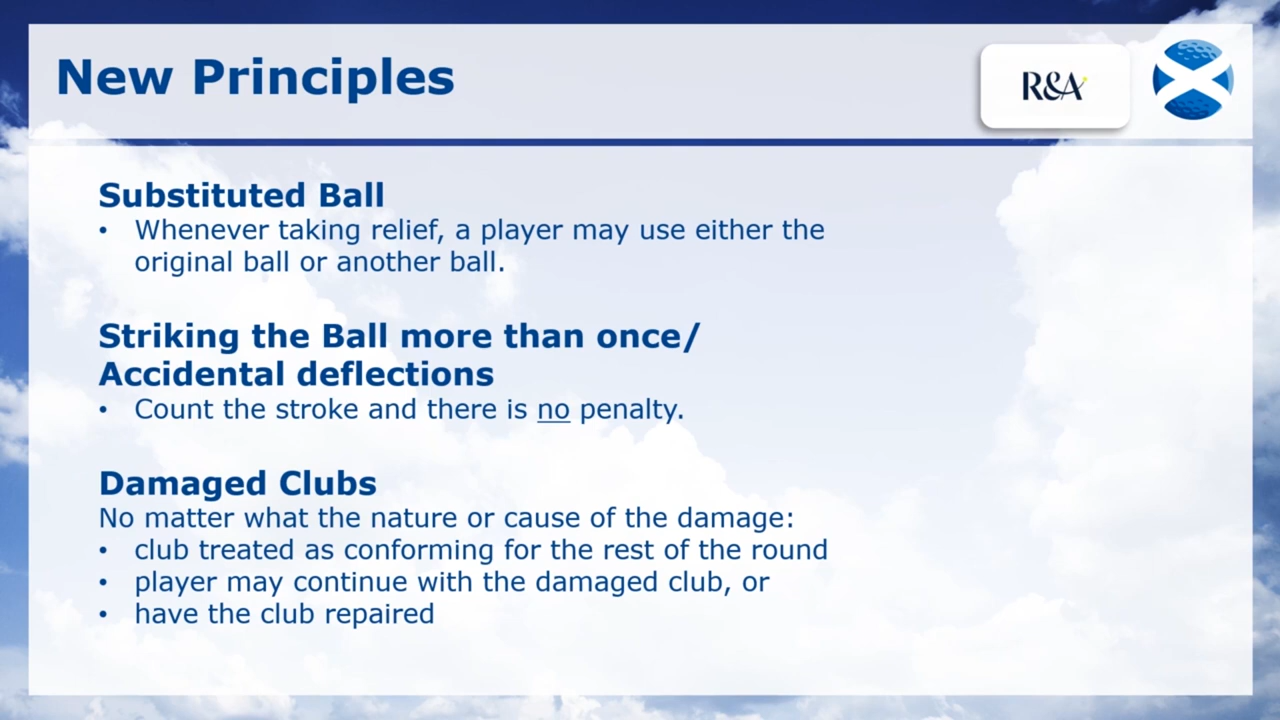 New Principles
R&A
Substituted Ball
• Whenever taking relief, a player may use either the
original ball or another ball.
Striking the Ball more than once/
Accidental deflections
• Count the stroke and there is no penalty.
Damaged Clubs
No matter what the nature or cause of the damage:
• club treated as conforming for the rest of the round
• player may continue with the damaged club, or
• have the club repaired